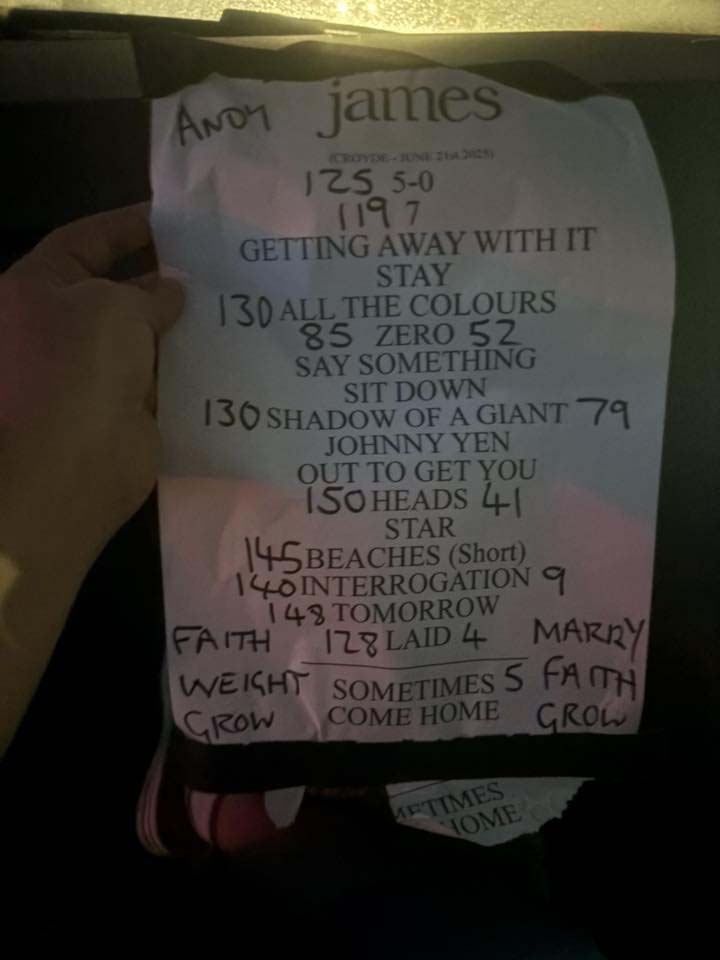 ANDY james
(CROYDE - JUNE 21st 2025)
125 5-0
119 7
GETTING AWAY WITH IT
STAY
130 ALL THE COLOURS
85 ZERO 52
SAY SOMETHING
SIT DOWN
130 SHADOW OF A GIANT 79
JOHNNY YEN
OUT TO GET YOU
150 HEADS 41
STAR
145 BEACHES (Short)
140 INTERROGATION 9
148 TOMORROW
FAITH 128 LAID 4 MARRY
WEIGHT SOMETIMES 5 FAITH
GROW COME HOME GROW
METIMES
HOME